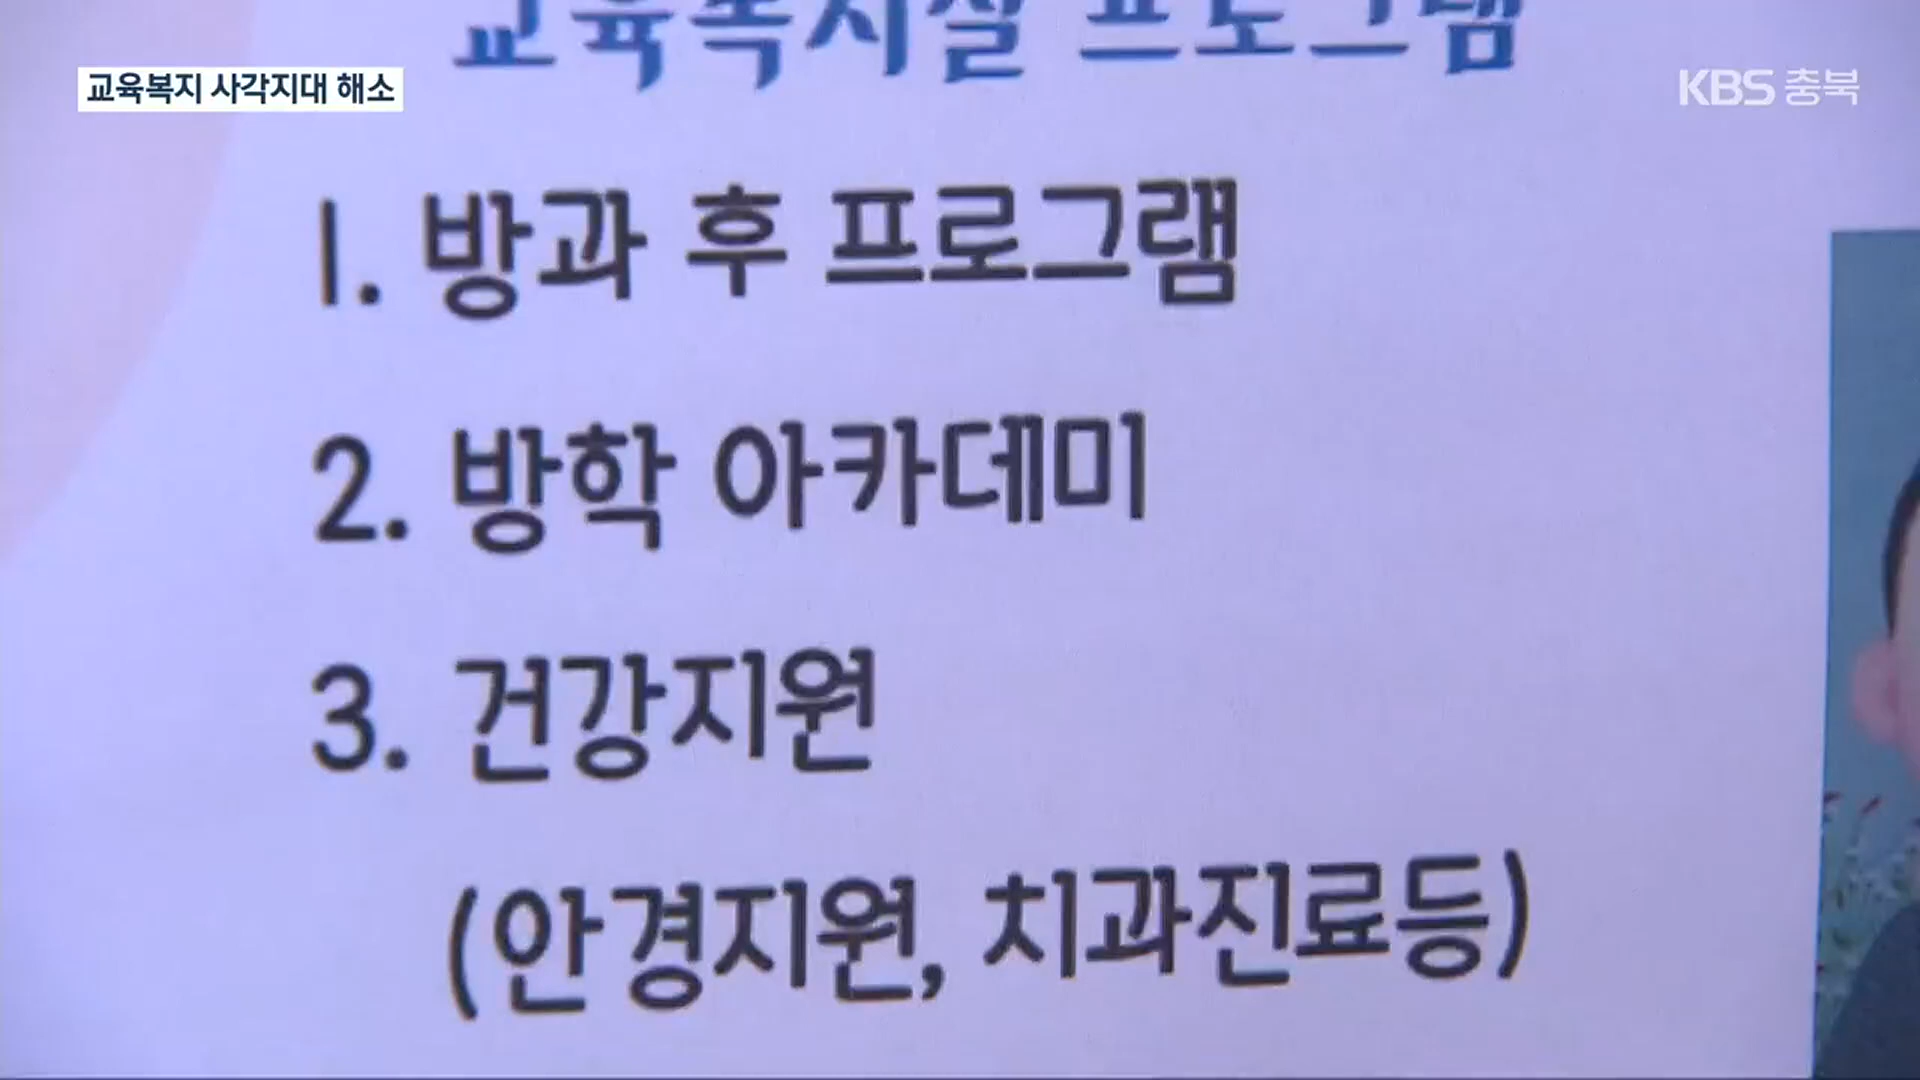 교육복지실 프로그램
교육복지 사각지대 해소
KBS 충북
1. 방과 후 프로그램
2. 방학 아카데미
3. 건강지원
(안경지원, 치과진료등)